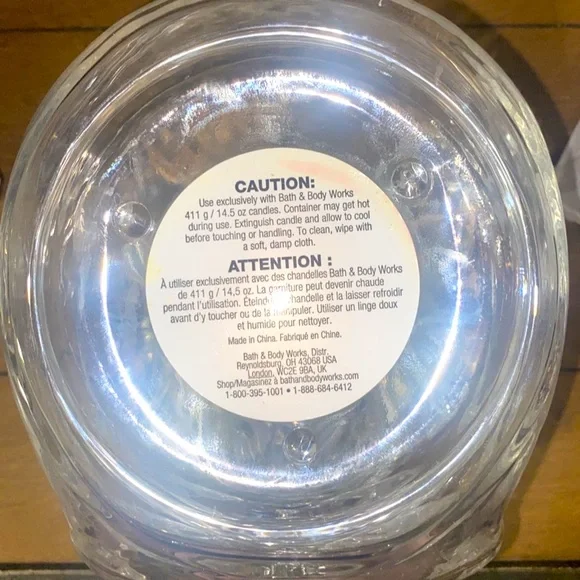 CAUTION:
Use exclusively with Bath & Body Works
411 g / 14.5 oz candles. Container may get hot
during use. Extinguish candle and allow to cool
before touching or handling. To clean, wipe with
a soft, damp cloth.
ATTENTION :
À utiliser exclusivement avec des chandelles Bath & Body Works
de 411 g / 14,5 oz. La garniture peut devenir chaude
pendant l'utilisation. chandelle et la laisser refroidir
avant d'y toucher ou de la manipuler. Utiliser un linge doux
et humide pour nettoyer.
Made in China. Fabriqué en Chine.
Bath & Body Works, Distr.
Reynoldsburg, OH 43068 USA
London, WC2E 9BA, UK
Shop/Magasinez à bathandbodyworks.com
1-800-395-1001 • 1-888-684-6412